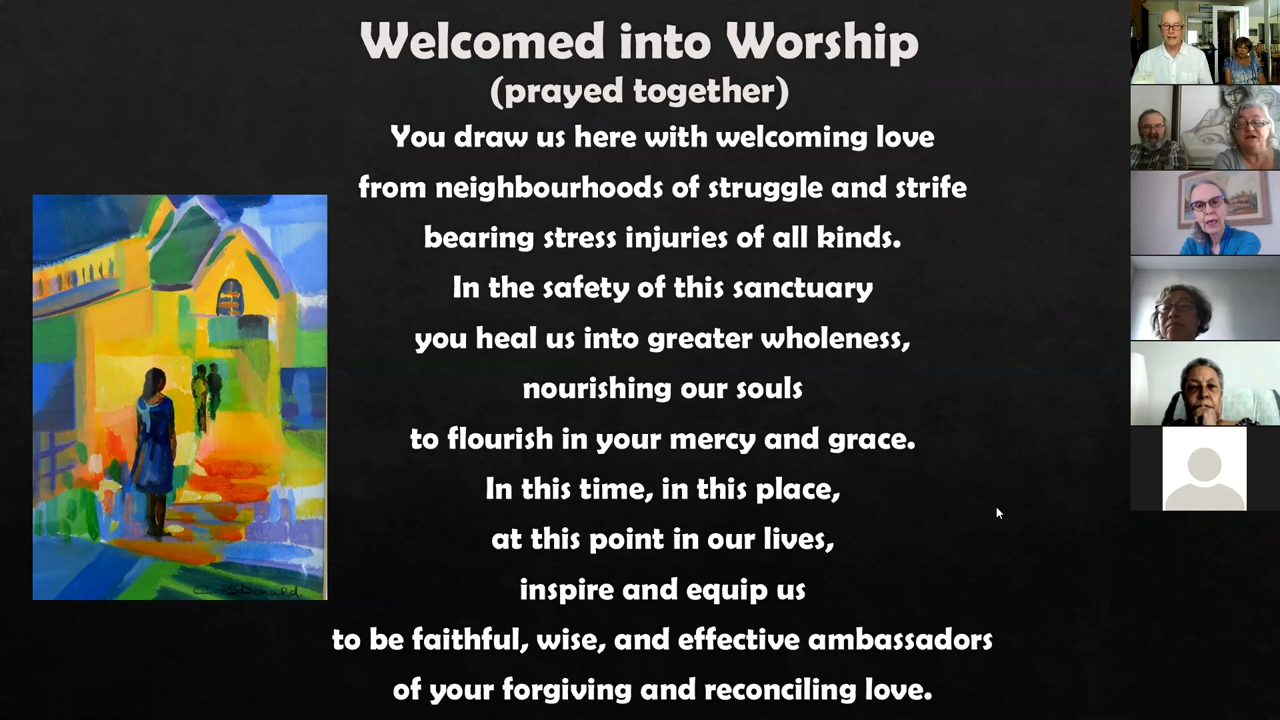 Welcomed into Worship
(prayed together)
You draw us here with welcoming love
from neighbourhoods of struggle and strife
bearing stress injuries of all kinds.
In the safety of this sanctuary
you heal us into greater wholeness,
nourishing our souls
to flourish in your mercy and grace.
In this time, in this place,
at this point in our lives,
inspire and equip us
to be faithful, wise, and effective ambassadors
of your forgiving and reconciling love.